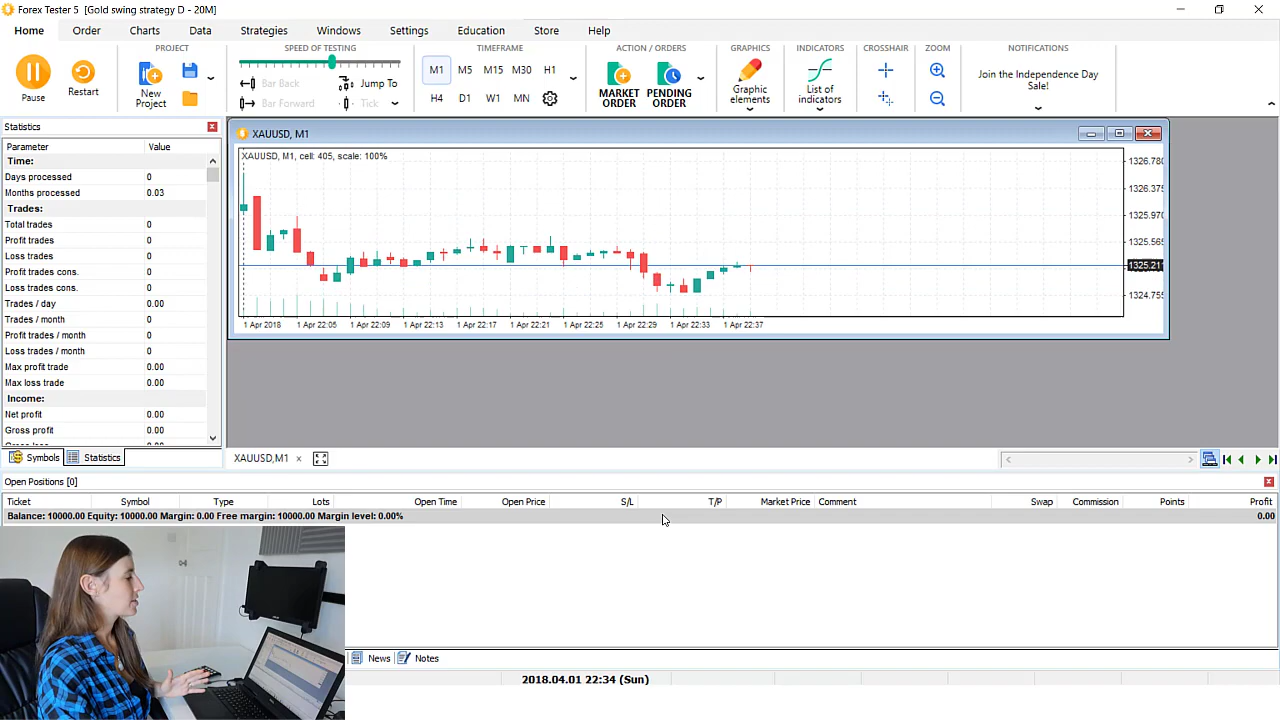 Forex Tester 5 [Gold swing strategy D - 20M]
Home Order Charts Data Strategies Windows Settings Education Store Help
PROJECT SPEED OF TESTING TIMEFRAME ACTION / ORDERS GRAPHICS INDICATORS CROSSHAIR ZOOM NOTIFICATIONS
Pause
Restart
New Project
Bar Back
Jump To
Bar Forward
Tick
M1 M5 M15 M30 H1
H4 D1 W1 MN
MARKET ORDER
PENDING ORDER
Graphic elements
List of indicators
Join the Independence Day Sale!
Statistics
Parameter Value
Time:
Days processed 0
Months processed 0.03
Trades:
Total trades 0
Profit trades 0
Loss trades 0
Profit trades cons. 0
Loss trades cons. 0
Trades / day 0.00
Trades / month 0
Profit trades / month 0
Loss trades / month 0
Max profit trade 0.00
Max loss trade 0.00
Income:
Net profit 0.00
Gross profit 0.00
Symbols Statistics
XAUUSD, M1
XAUUSD, M1, cell: 405, scale: 100%
1326.780
1326.375
1325.970
1325.565
1325.211
1324.755
1 Apr 2018 1 Apr 22:05 1 Apr 22:09 1 Apr 22:13 1 Apr 22:17 1 Apr 22:21 1 Apr 22:25 1 Apr 22:29 1 Apr 22:33 1 Apr 22:37
XAUUSD,M1
Open Positions [0]
Ticket Symbol Type Lots Open Time Open Price S/L T/P Market Price Comment Swap Commission Points Profit
Balance: 10000.00 Equity: 10000.00 Margin: 0.00 Free margin: 10000.00 Margin level: 0.00% 0.00
News Notes
2018.04.01 22:34 (Sun)